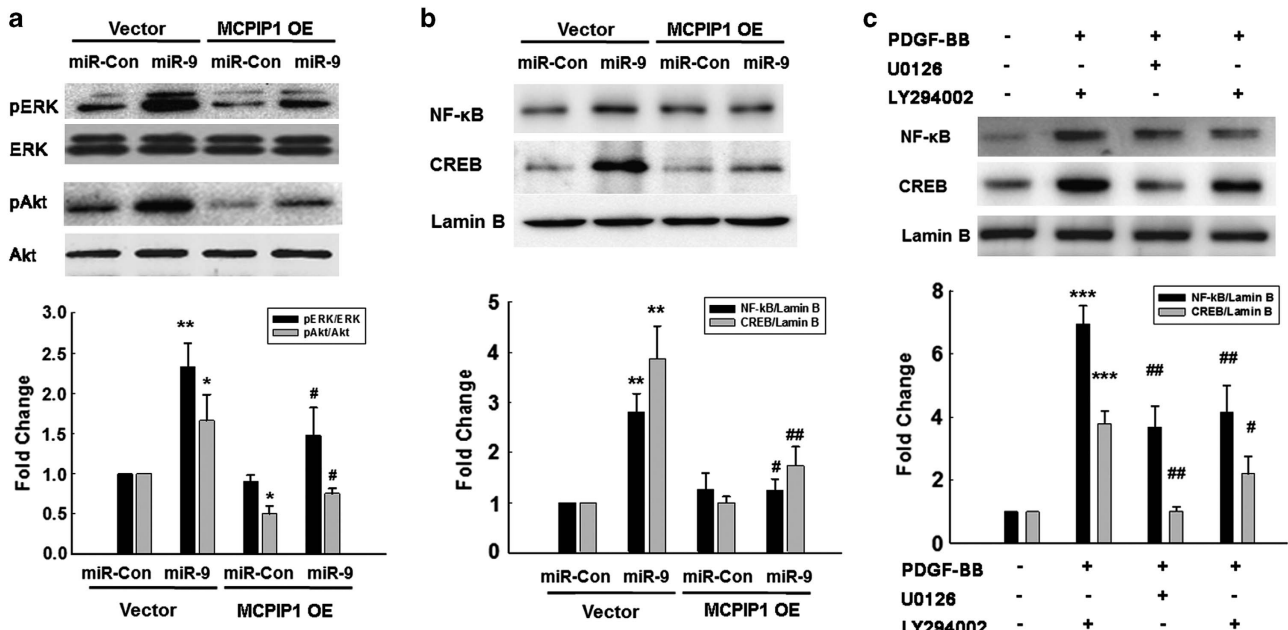 a
Vector MCPIP1 OE
miR-Con miR-9 miR-Con miR-9
pERK
ERK
pAkt
Akt
3.0
2.5
2.0
1.5
1.0
0.5
0.0
Fold Change
pERK/ERK
pAkt/Akt
** * * # #
miR-Con miR-9 miR-Con miR-9
Vector MCPIP1 OE
b
Vector MCPIP1 OE
miR-Con miR-9 miR-Con miR-9
NF-κB
CREB
Lamin B
5
4
3
2
1
0
Fold Change
NF-kB/Lamin B
CREB/Lamin B
** ** # ##
miR-Con miR-9 miR-Con miR-9
Vector MCPIP1 OE
c
PDGF-BB - + + +
U0126 - - + -
LY294002 - + - +
NF-κB
CREB
Lamin B
8
6
4
2
0
Fold Change
NF-kB/Lamin B
CREB/Lamin B
*** *** ## ## ## #
PDGF-BB - + + +
U0126 - - + -
LY294002 - + - +